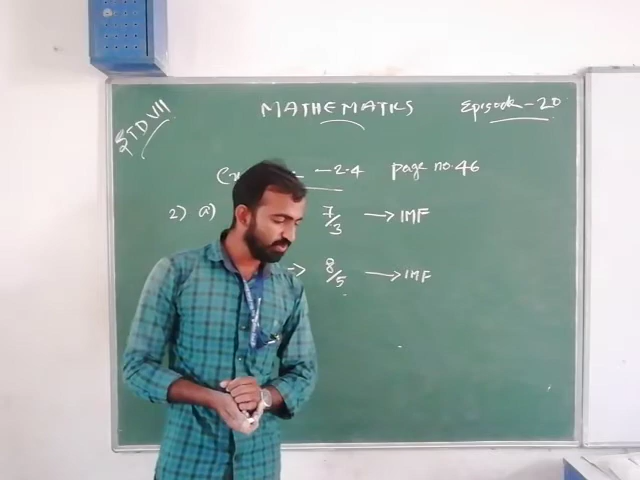 STD VII
MATHEMATICS
Episode - 20
- 2.4 page no. 46
2) a) 7/3 → IMF
→ 8/5 → IMF